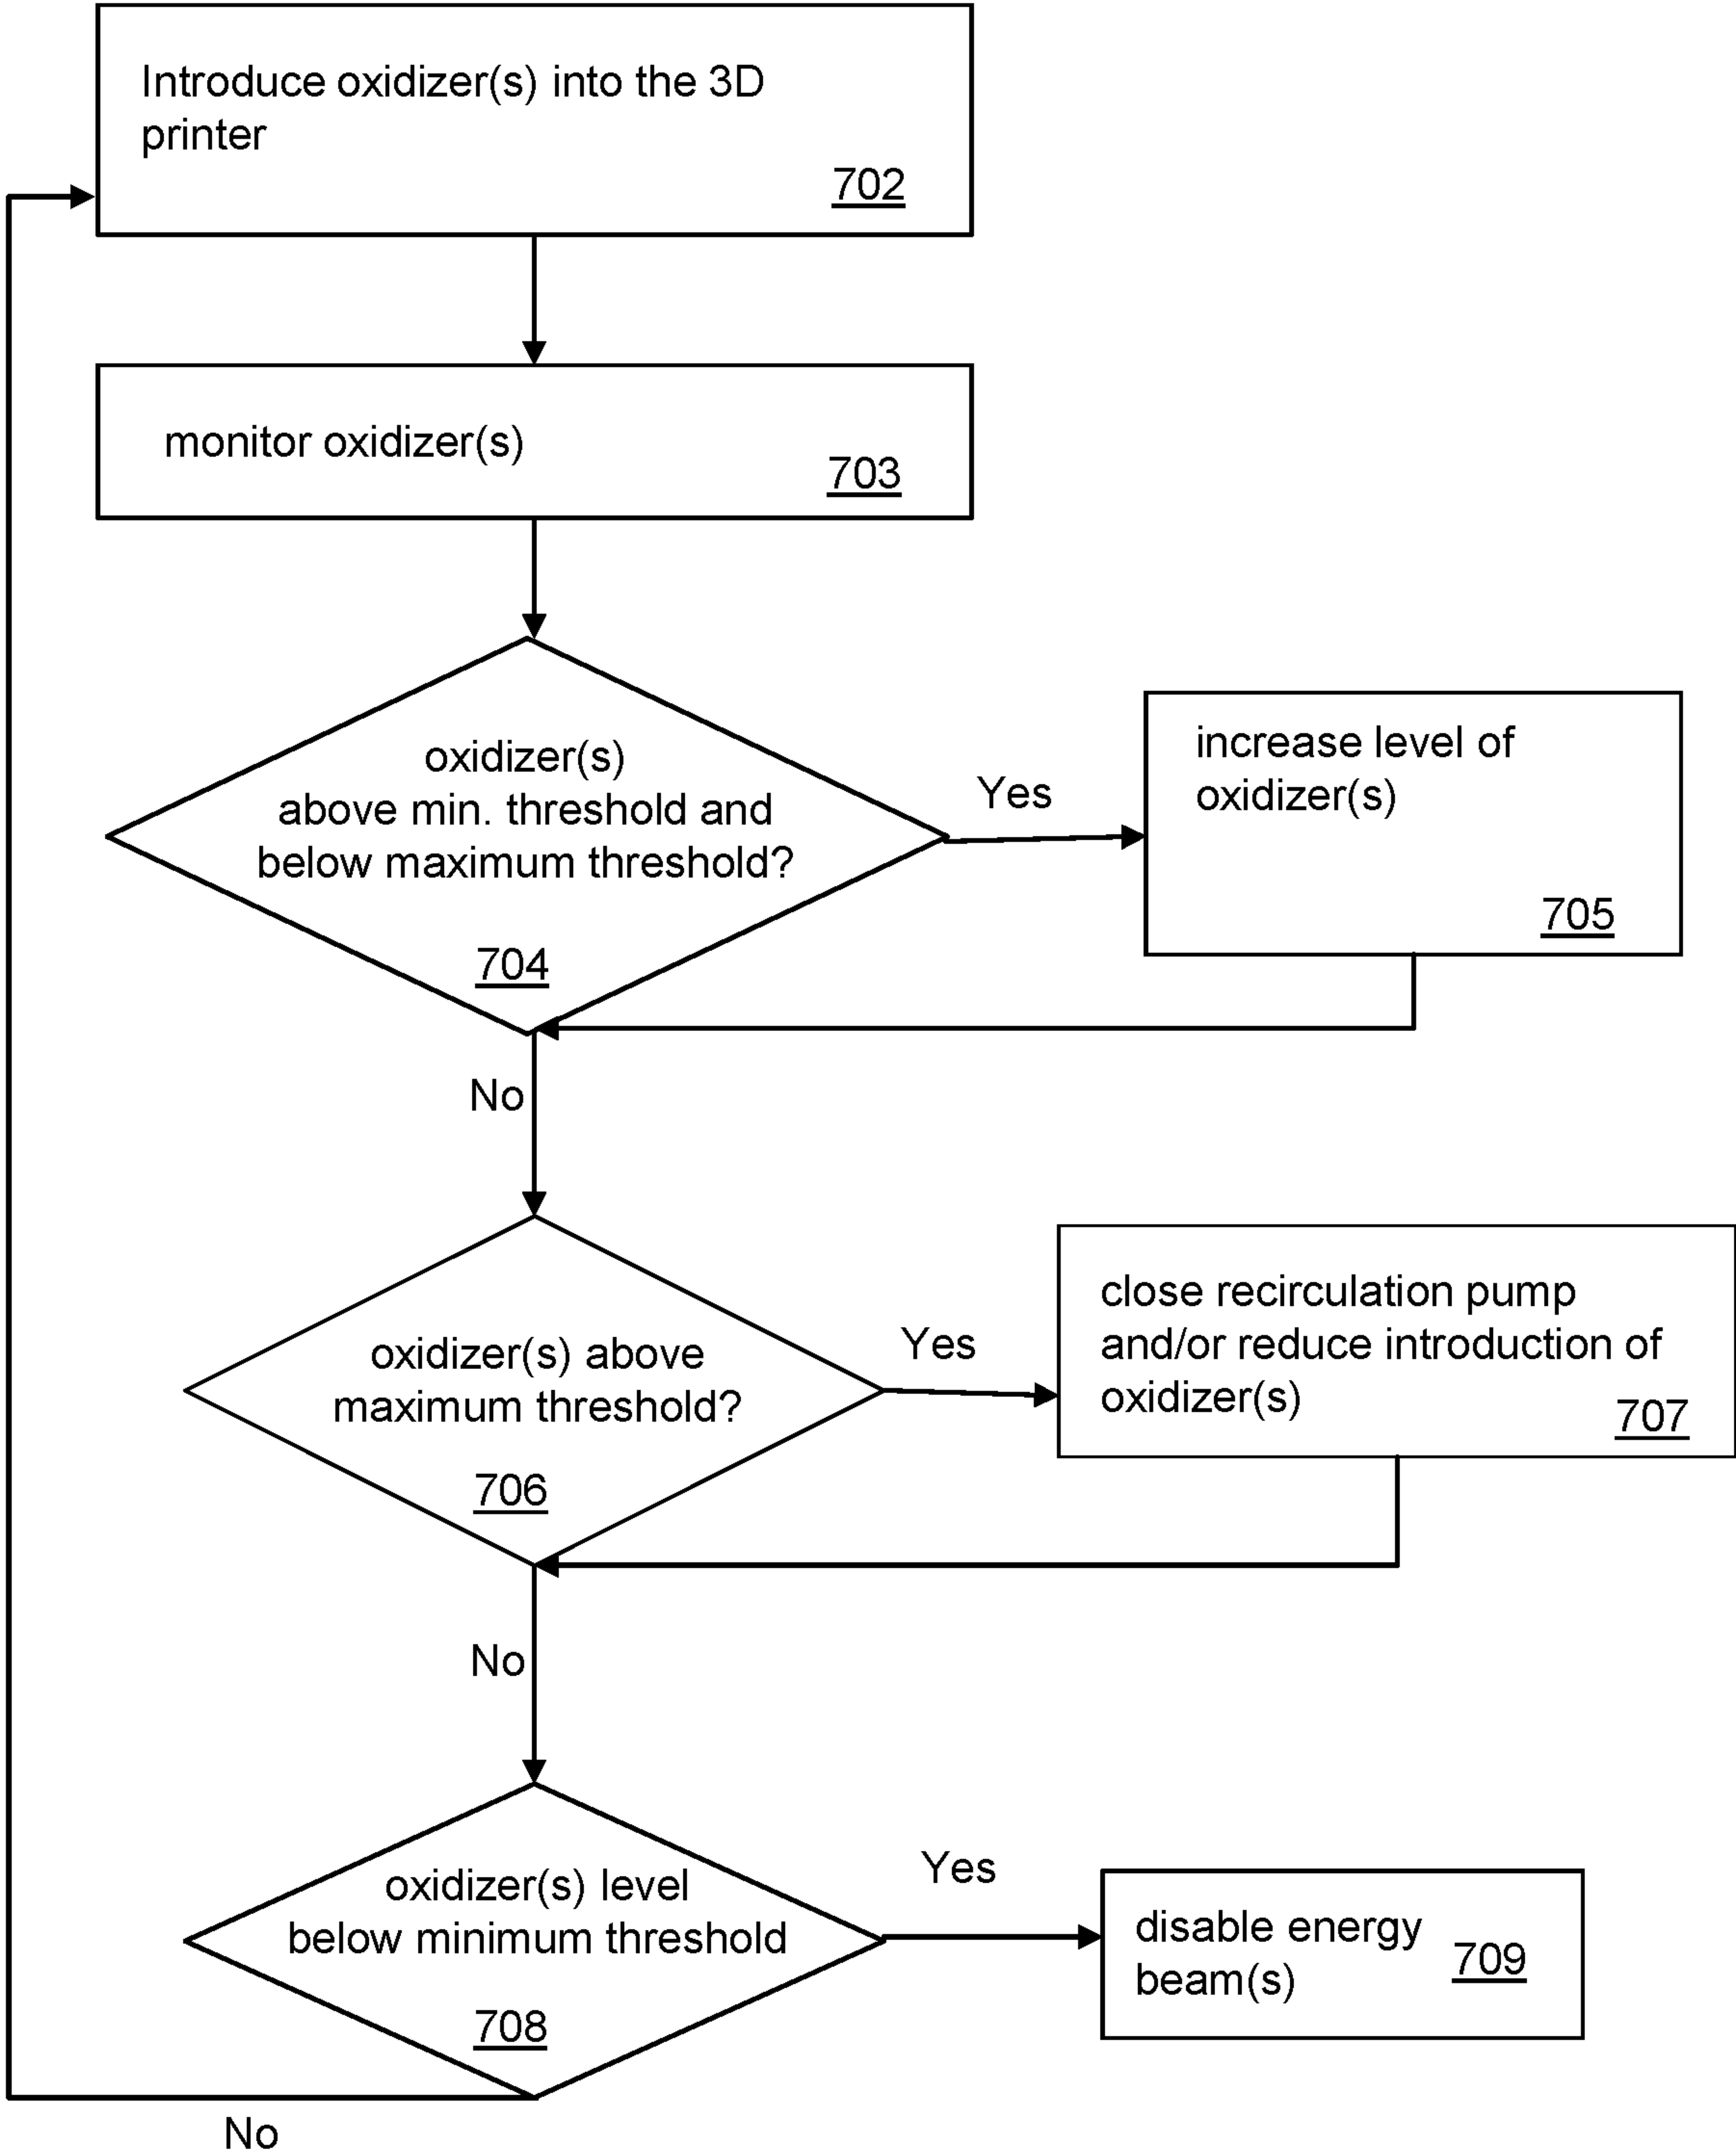 Introduce oxidizer(s) into the 3D
printer
702
monitor oxidizer(s)
703
oxidizer(s)
above min. threshold and
below maximum threshold?
704
Yes
increase level of
oxidizer(s)
705
No
oxidizer(s) above
maximum threshold?
706
Yes
close recirculation pump
and/or reduce introduction of
oxidizer(s)
707
No
oxidizer(s) level
below minimum threshold
708
Yes
disable energy
beam(s)
709
No